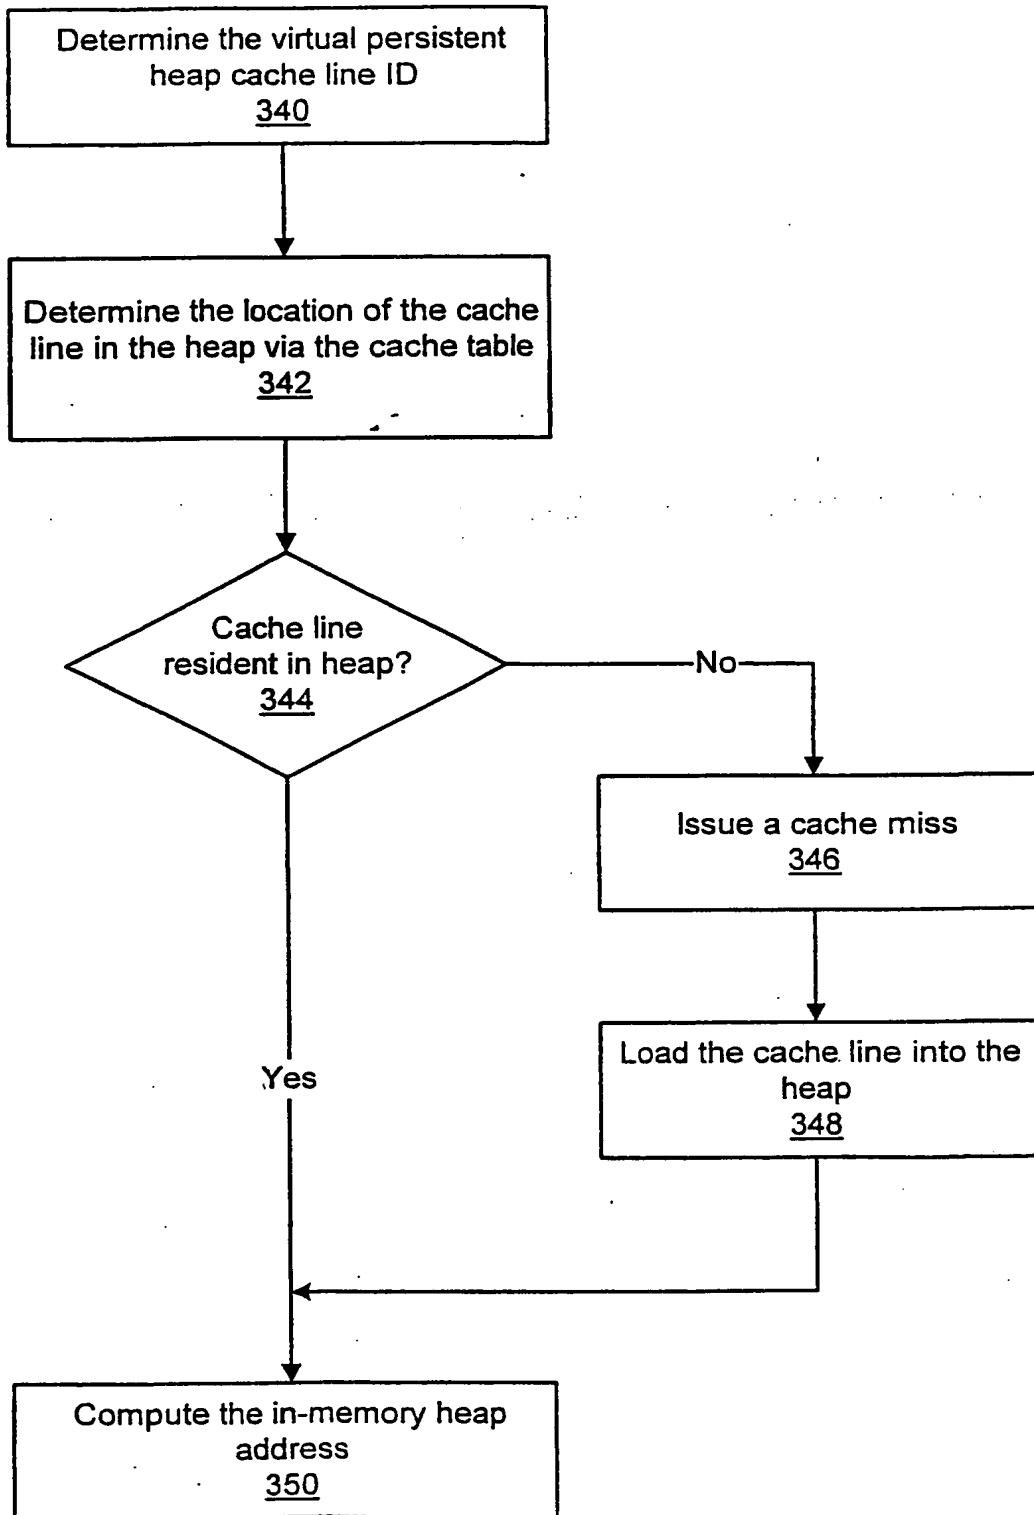 Determine the virtual persistent
heap cache line ID
340
Determine the location of the cache
line in the heap via the cache table
342
Cache line
resident in heap?
344
No
Issue a cache miss
346
Load the cache line into the
heap
348
Yes
Compute the in-memory heap
address
350